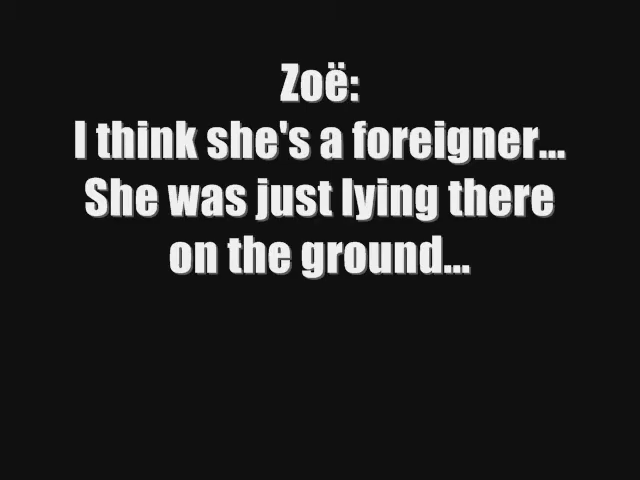 Zoë:
I think she's a foreigner...
She was just lying there
on the ground...